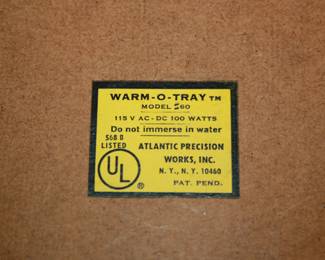 WARM-O-TRAY TM
MODEL #60
115 V AC-DC 100 WATTS
Do not immerse in water
568 B
LISTED
UL
®
ATLANTIC PRECISION
WORKS, INC.
N.Y., N.Y. 10460
PAT. PEND.